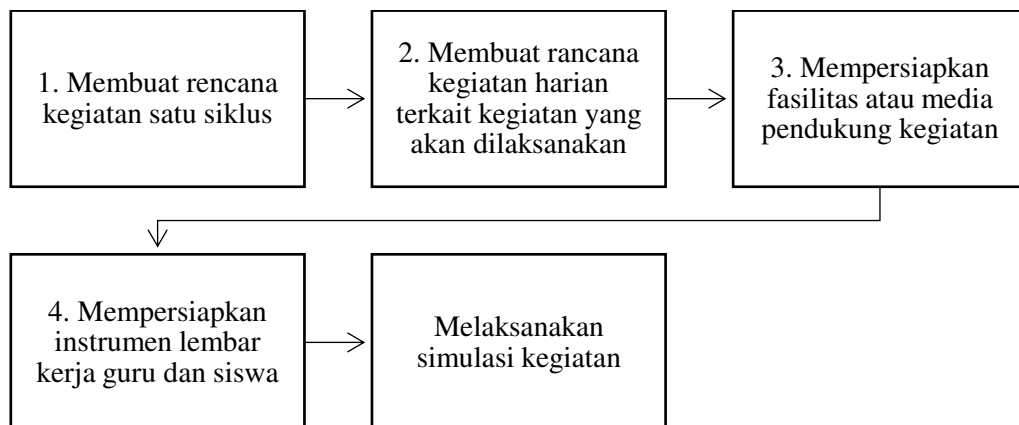 1. Membuat rencana
kegiatan satu siklus
2. Membuat rancana
kegiatan harian
terkait kegiatan yang
akan dilaksanakan
3. Mempersiapkan
fasilitas atau media
pendukung kegiatan
4. Mempersiapkan
instrumen lembar
kerja guru dan siswa
Melaksanakan
simulasi kegiatan